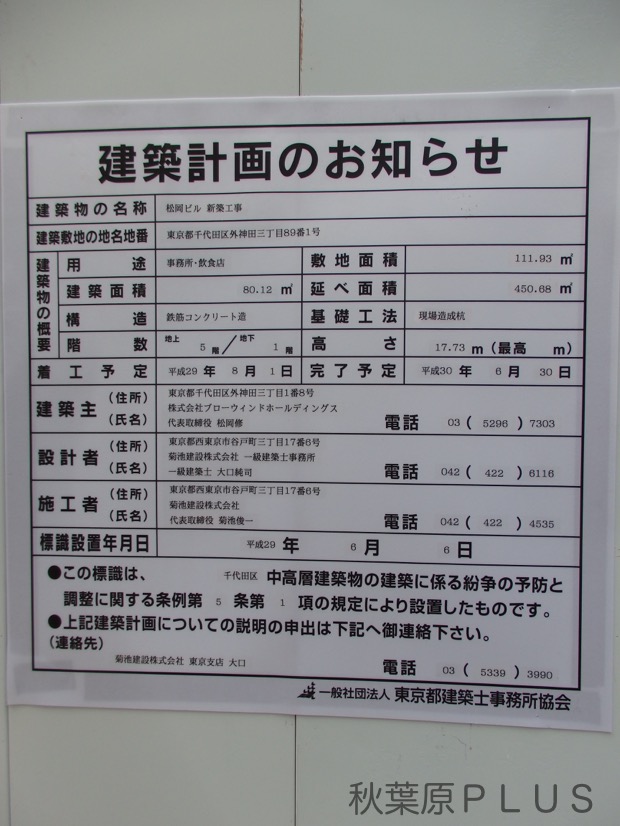 建築計画のお知らせ
建築物の名称 松岡ビル 新築工事
建築敷地の地名地番 東京都千代田区外神田三丁目89番1号
建築物の概要
用途 事務所・飲食店 敷地面積 111.93 ㎡
建築面積 80.12 ㎡ 延べ面積 450.68 ㎡
構造 鉄筋コンクリート造 基礎工法 現場造成杭
階数 地上 5 階 / 地下 1 階 高さ 17.73 m (最高 m)
着工予定 平成29 年 8 月 1 日 完了予定 平成30 年 6 月 30 日
建築主 (住所) 東京都千代田区外神田三丁目1番8号
(氏名) 株式会社ブローウィンドホールディングス
代表取締役 松岡修 電話 03 ( 5296 ) 7303
設計者 (住所) 東京都西東京市谷戸町三丁目17番6号
(氏名) 菊池建設株式会社 一級建築士事務所
一級建築士 大口純司 電話 042 ( 422 ) 6116
施工者 (住所) 東京都西東京市谷戸町三丁目17番6号
(氏名) 菊池建設株式会社
代表取締役 菊池俊一 電話 042 ( 422 ) 4535
標識設置年月日 平成29 年 6 月 6 日
●この標識は、 千代田区 中高層建築物の建築に係る紛争の予防と
調整に関する条例第 5 条第 1 項の規定により設置したものです。
●上記建築計画についての説明の申出は下記へ御連絡下さい。
(連絡先)
菊池建設株式会社 東京支店 大口 電話 03 ( 5339 ) 3990
一般社団法人 東京都建築士事務所協会
秋葉原PLUS